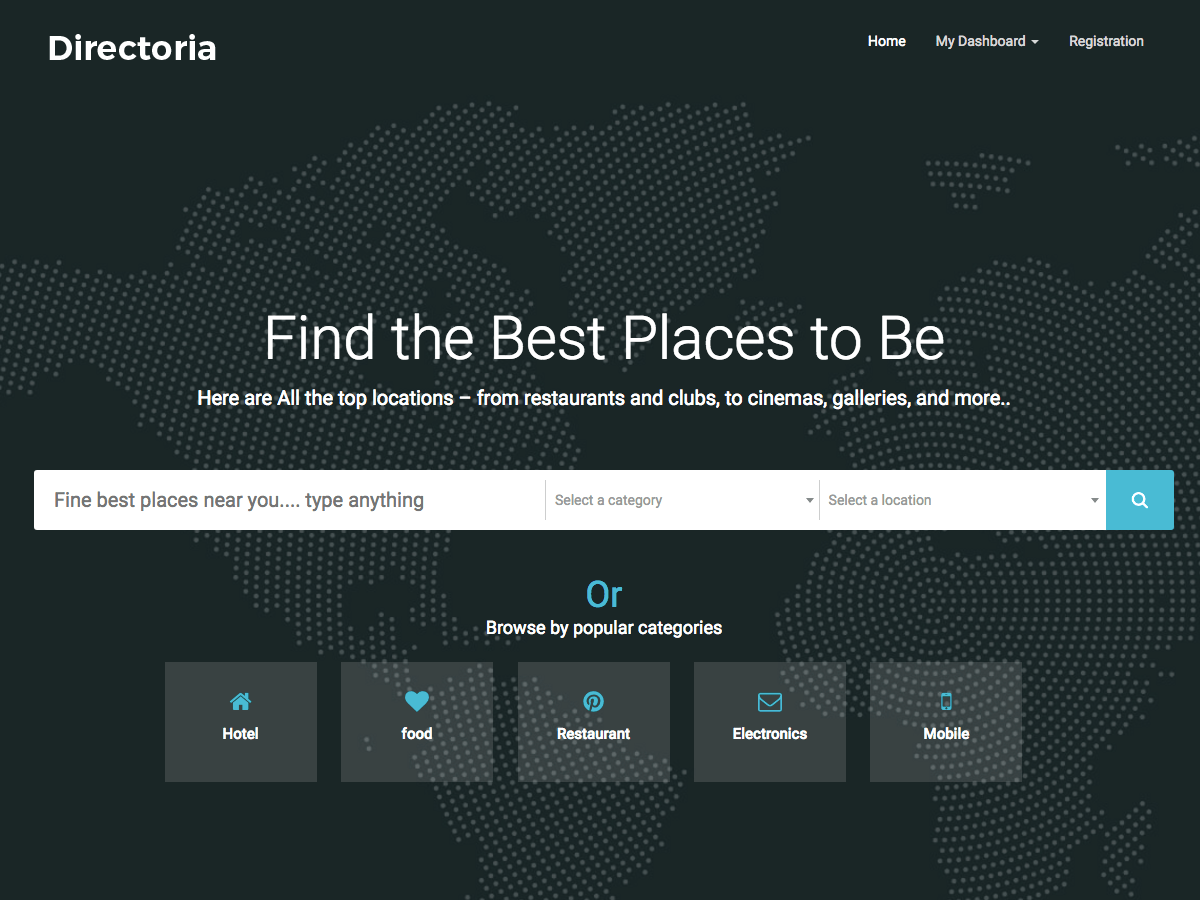 Directoria
Home My Dashboard Registration
Find the Best Places to Be
Here are All the top locations – from restaurants and clubs, to cinemas, galleries, and more..
Fine best places near you.... type anything Select a category Select a location
Or
Browse by popular categories
Hotel food Restaurant Electronics Mobile